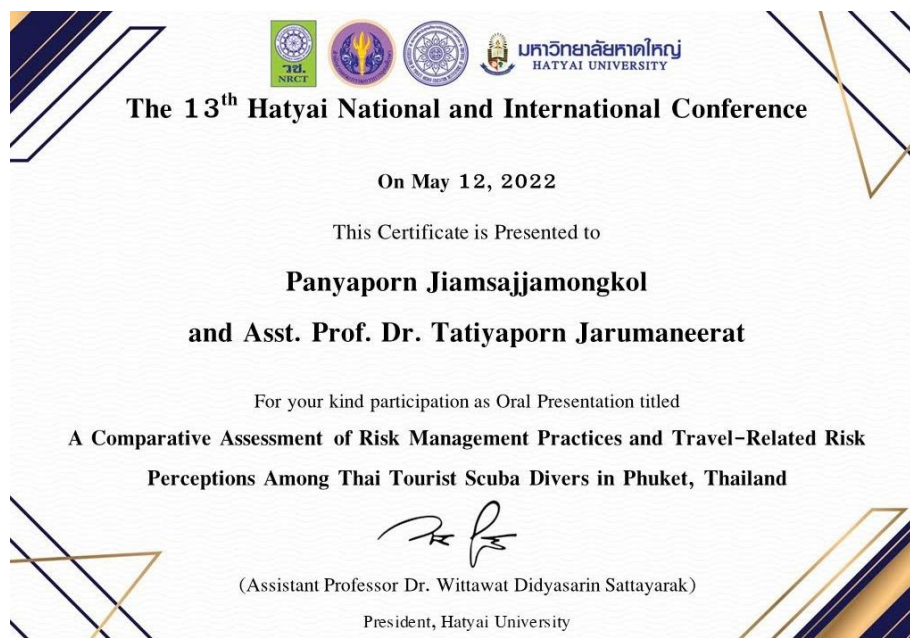 วช.
NRCT
มหาวิทยาลัยหาดใหญ่
HATYAI UNIVERSITY
The 13th Hatyai National and International Conference
On May 12, 2022
This Certificate is Presented to
Panyaporn Jiamsajjamongkol
and Asst. Prof. Dr. Tatiyaporn Jarumaneerat
For your kind participation as Oral Presentation titled
A Comparative Assessment of Risk Management Practices and Travel-Related Risk
Perceptions Among Thai Tourist Scuba Divers in Phuket, Thailand
(Assistant Professor Dr. Wittawat Didyasarin Sattayarak)
President, Hatyai University